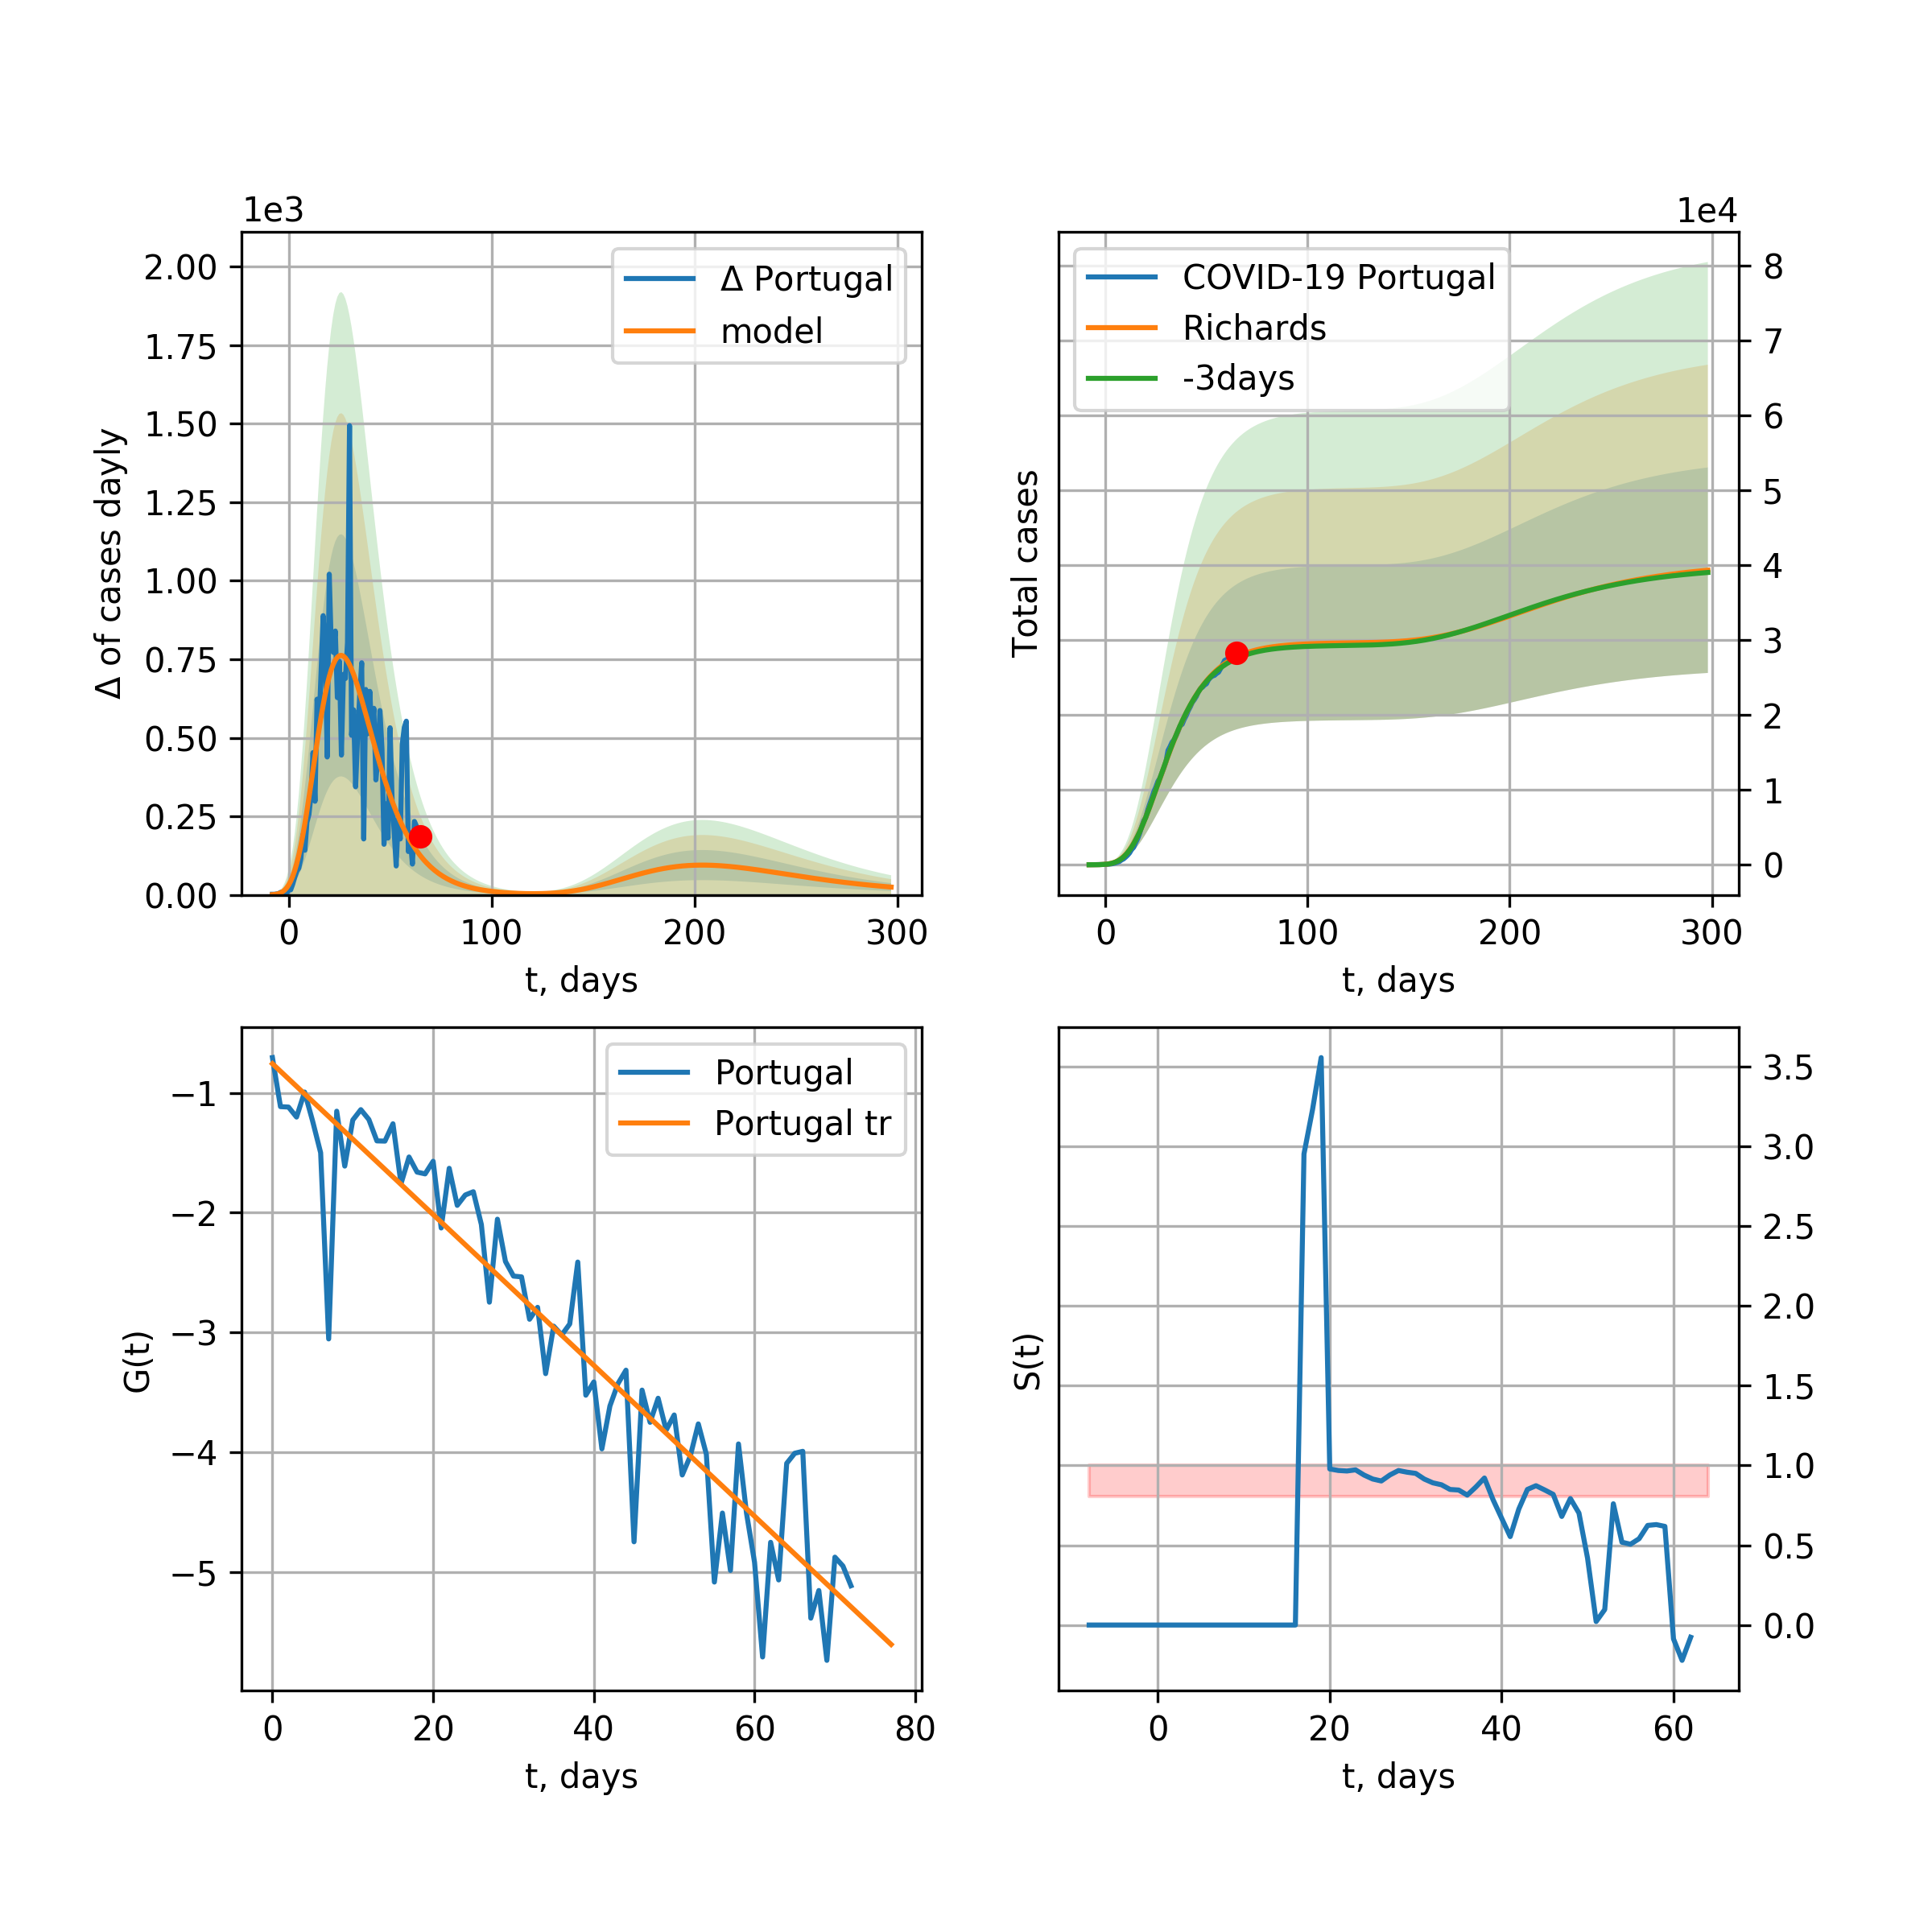 1e3
2.00
1.75
1.50
1.25
1.00
0.75
0.50
0.25
0.00
Δ of cases dayly
Δ Portugal
model
0 100 200 300
t, days
1e4
8
7
6
5
4
3
2
1
0
Total cases
COVID-19 Portugal
Richards
-3days
0 100 200 300
t, days
−1
−2
−3
−4
−5
G(t)
Portugal
Portugal tr
0 20 40 60 80
t, days
3.5
3.0
2.5
2.0
1.5
1.0
0.5
0.0
S(t)
0 20 40 60
t, days